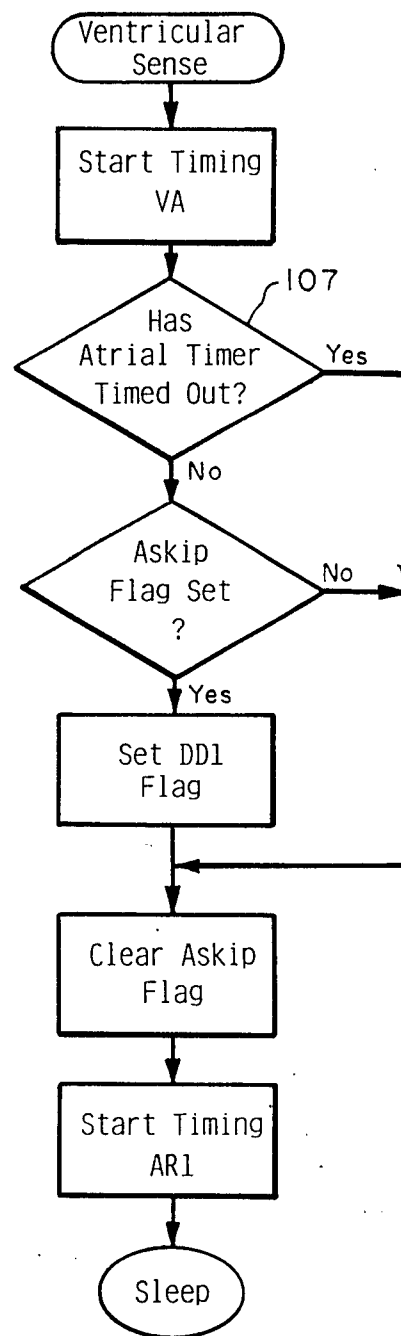 Ventricular
Sense
Start Timing
VA
107
Has
Atrial Timer
Timed Out?
Yes
No
Askip
Flag Set
?
No
Yes
Set DD1
Flag
Clear Askip
Flag
Start Timing
AR1
Sleep